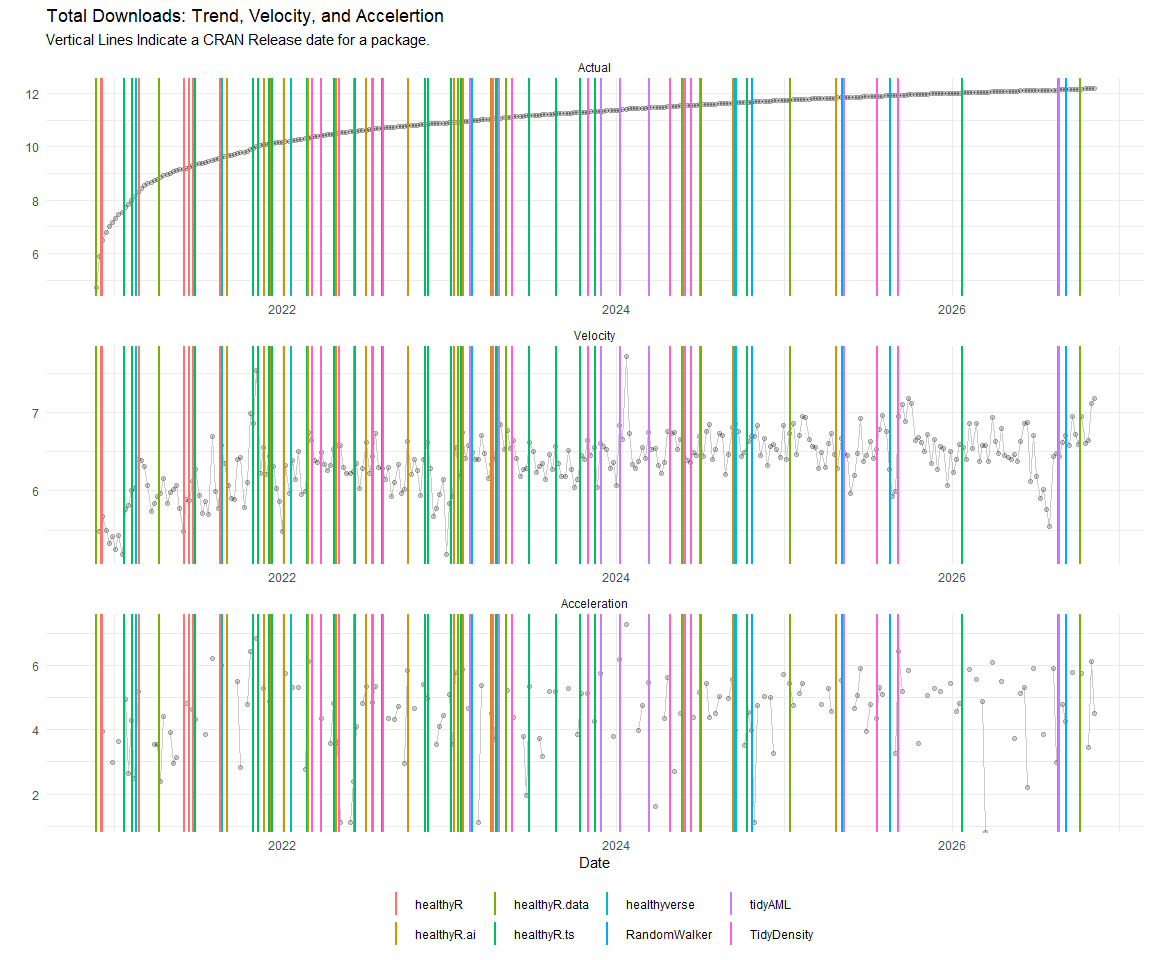 Total Downloads: Trend, Velocity, and Accelertion
Vertical Lines Indicate a CRAN Release date for a package.
Actual
12
10
8
6
2022
2024
2026
Velocity
7
6
2022
2024
2026
Acceleration
6
4
2
2022
2024
2026
Date
healthyR
healthyR.data
healthyverse
tidyAML
healthyR.ai
healthyR.ts
RandomWalker
TidyDensity